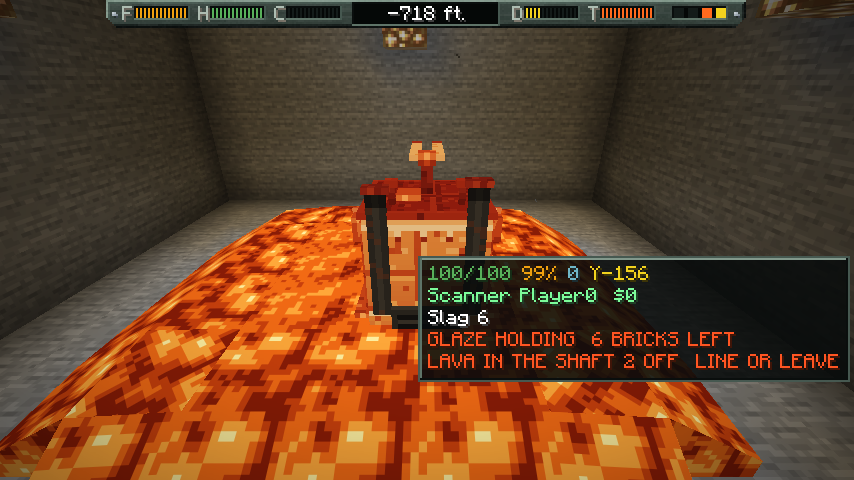 F H C -718 ft. D T
100/100 99% 0 Y-156
Scanner Player0 $0
Slag 6
GLAZE HOLDING 6 BRICKS LEFT
LAVA IN THE SHAFT 2 OFF LINE OR LEAVE